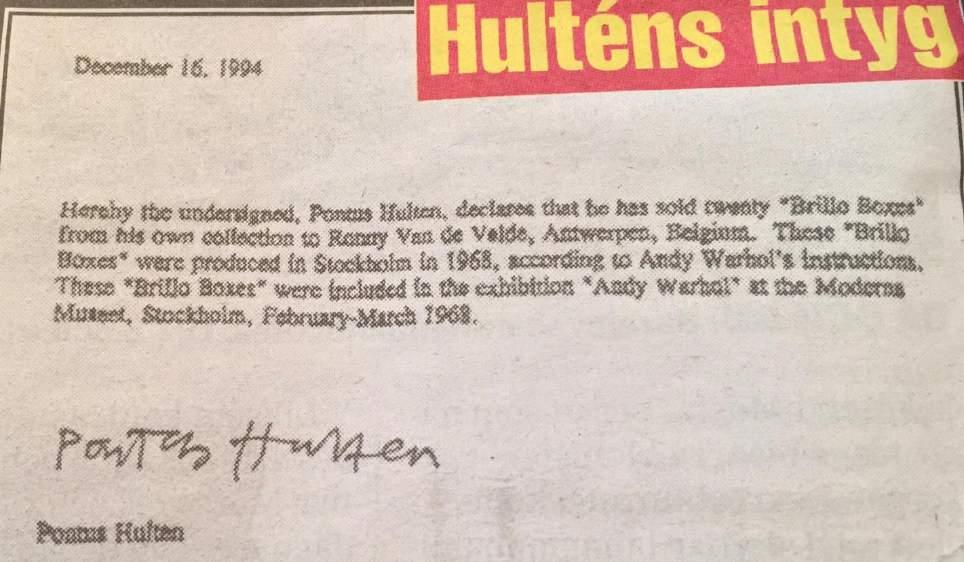 Hulténs intyg
December 16, 1994
Hereby the undersigned, Pontus Hulten, declares that he has sold twenty "Brillo Boxes"
from his own collection to Ronny Van de Velde, Antwerpen, Belgium. These "Brillo
Boxes" were produced in Stockholm in 1968, according to Andy Warhol's instructions.
These "Brillo Boxes" were included in the exhibition "Andy Warhol" at the Moderna
Museet, Stockholm, February-March 1968.
Pontus Hulten
Pontus Hulten